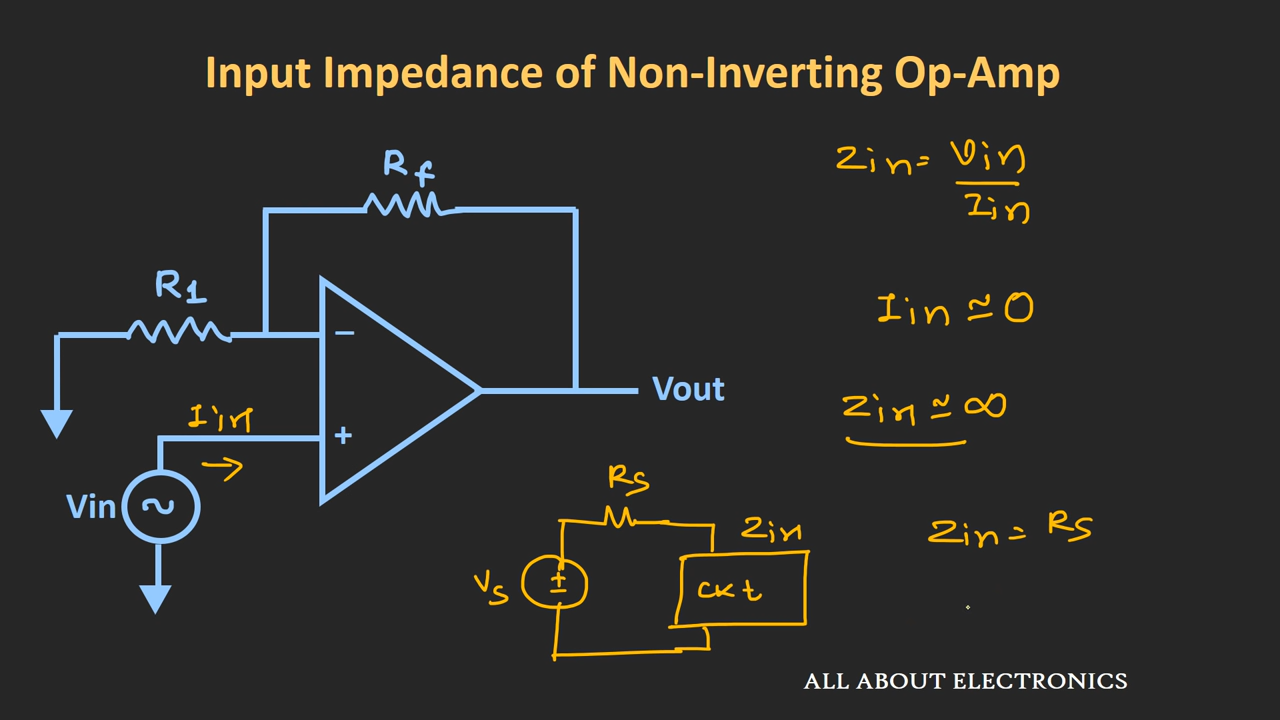 Input Impedance of Non-Inverting Op-Amp
Rf
Zin = Vin
Iin
R1
−
Iin ≃ 0
Vout
Zin ≃ ∞
Iin
+
→
Vin
~
Rs
Zin
Zin = Rs
Vs
±
ckt
ALL ABOUT ELECTRONICS